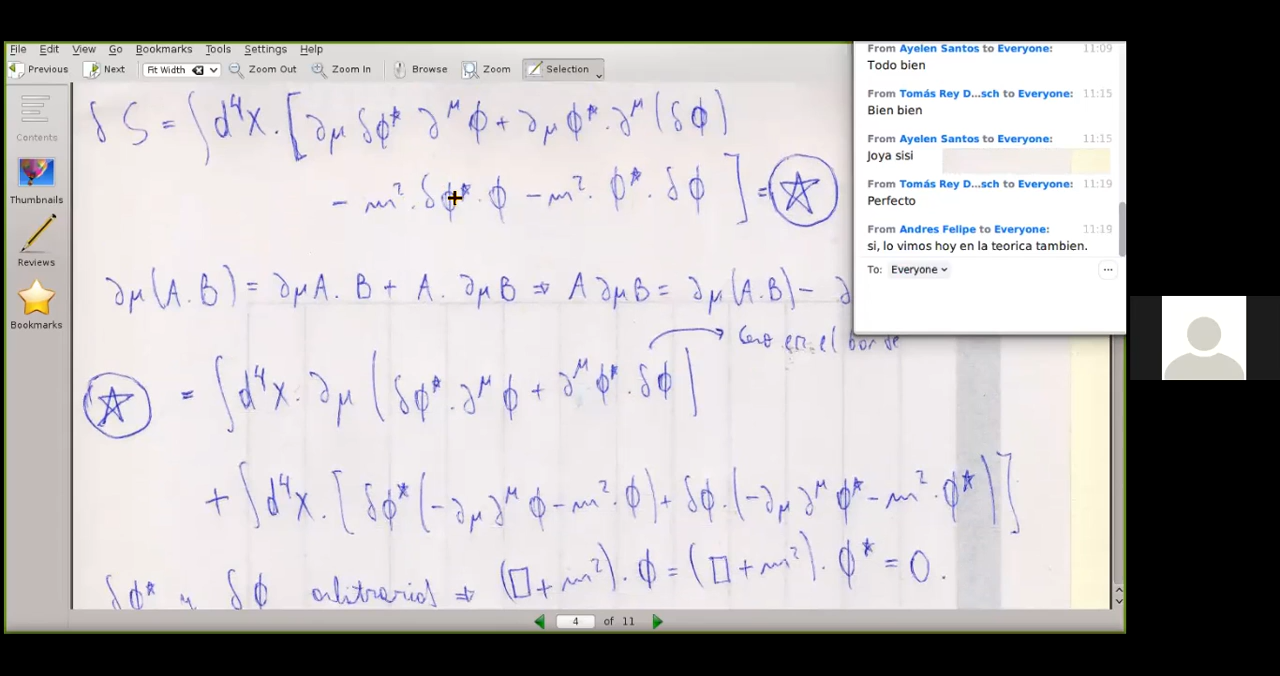 File Edit View Go Bookmarks Tools Settings Help
Previous Next Fit Width Zoom Out Zoom In Browse Zoom Selection
Contents
Thumbnails
Reviews
Bookmarks
δS = ∫d⁴x · [∂μ δϕ* ∂^μ ϕ + ∂μ ϕ* · ∂^μ (δϕ)
− m² · δϕ* · ϕ − m² · ϕ* · δϕ ] = ☆
∂μ(A.B) = ∂μA . B + A . ∂μB ⇒ A ∂μB = ∂μ(A.B) − ∂
→ Cero en el borde
☆ = ∫d⁴x · ∂μ (δϕ* · ∂^μ ϕ + ∂^μ ϕ* · δϕ)
+ ∫d⁴x · [δϕ* (−∂μ ∂^μ ϕ − m² · ϕ) + δϕ · (−∂μ ∂^μ ϕ* − m² · ϕ*)]
δϕ* y δϕ arbitrarios ⇒ (□ + m²) · ϕ = (□ + m²) · ϕ* = 0 .
4 of 11
From Ayelen Santos to Everyone: 11:09
Todo bien
From Tomás Rey D...sch to Everyone: 11:15
Bien bien
From Ayelen Santos to Everyone: 11:15
Joya sisi
From Tomás Rey D...sch to Everyone: 11:19
Perfecto
From Andres Felipe to Everyone: 11:19
si, lo vimos hoy en la teorica tambien.
To: Everyone